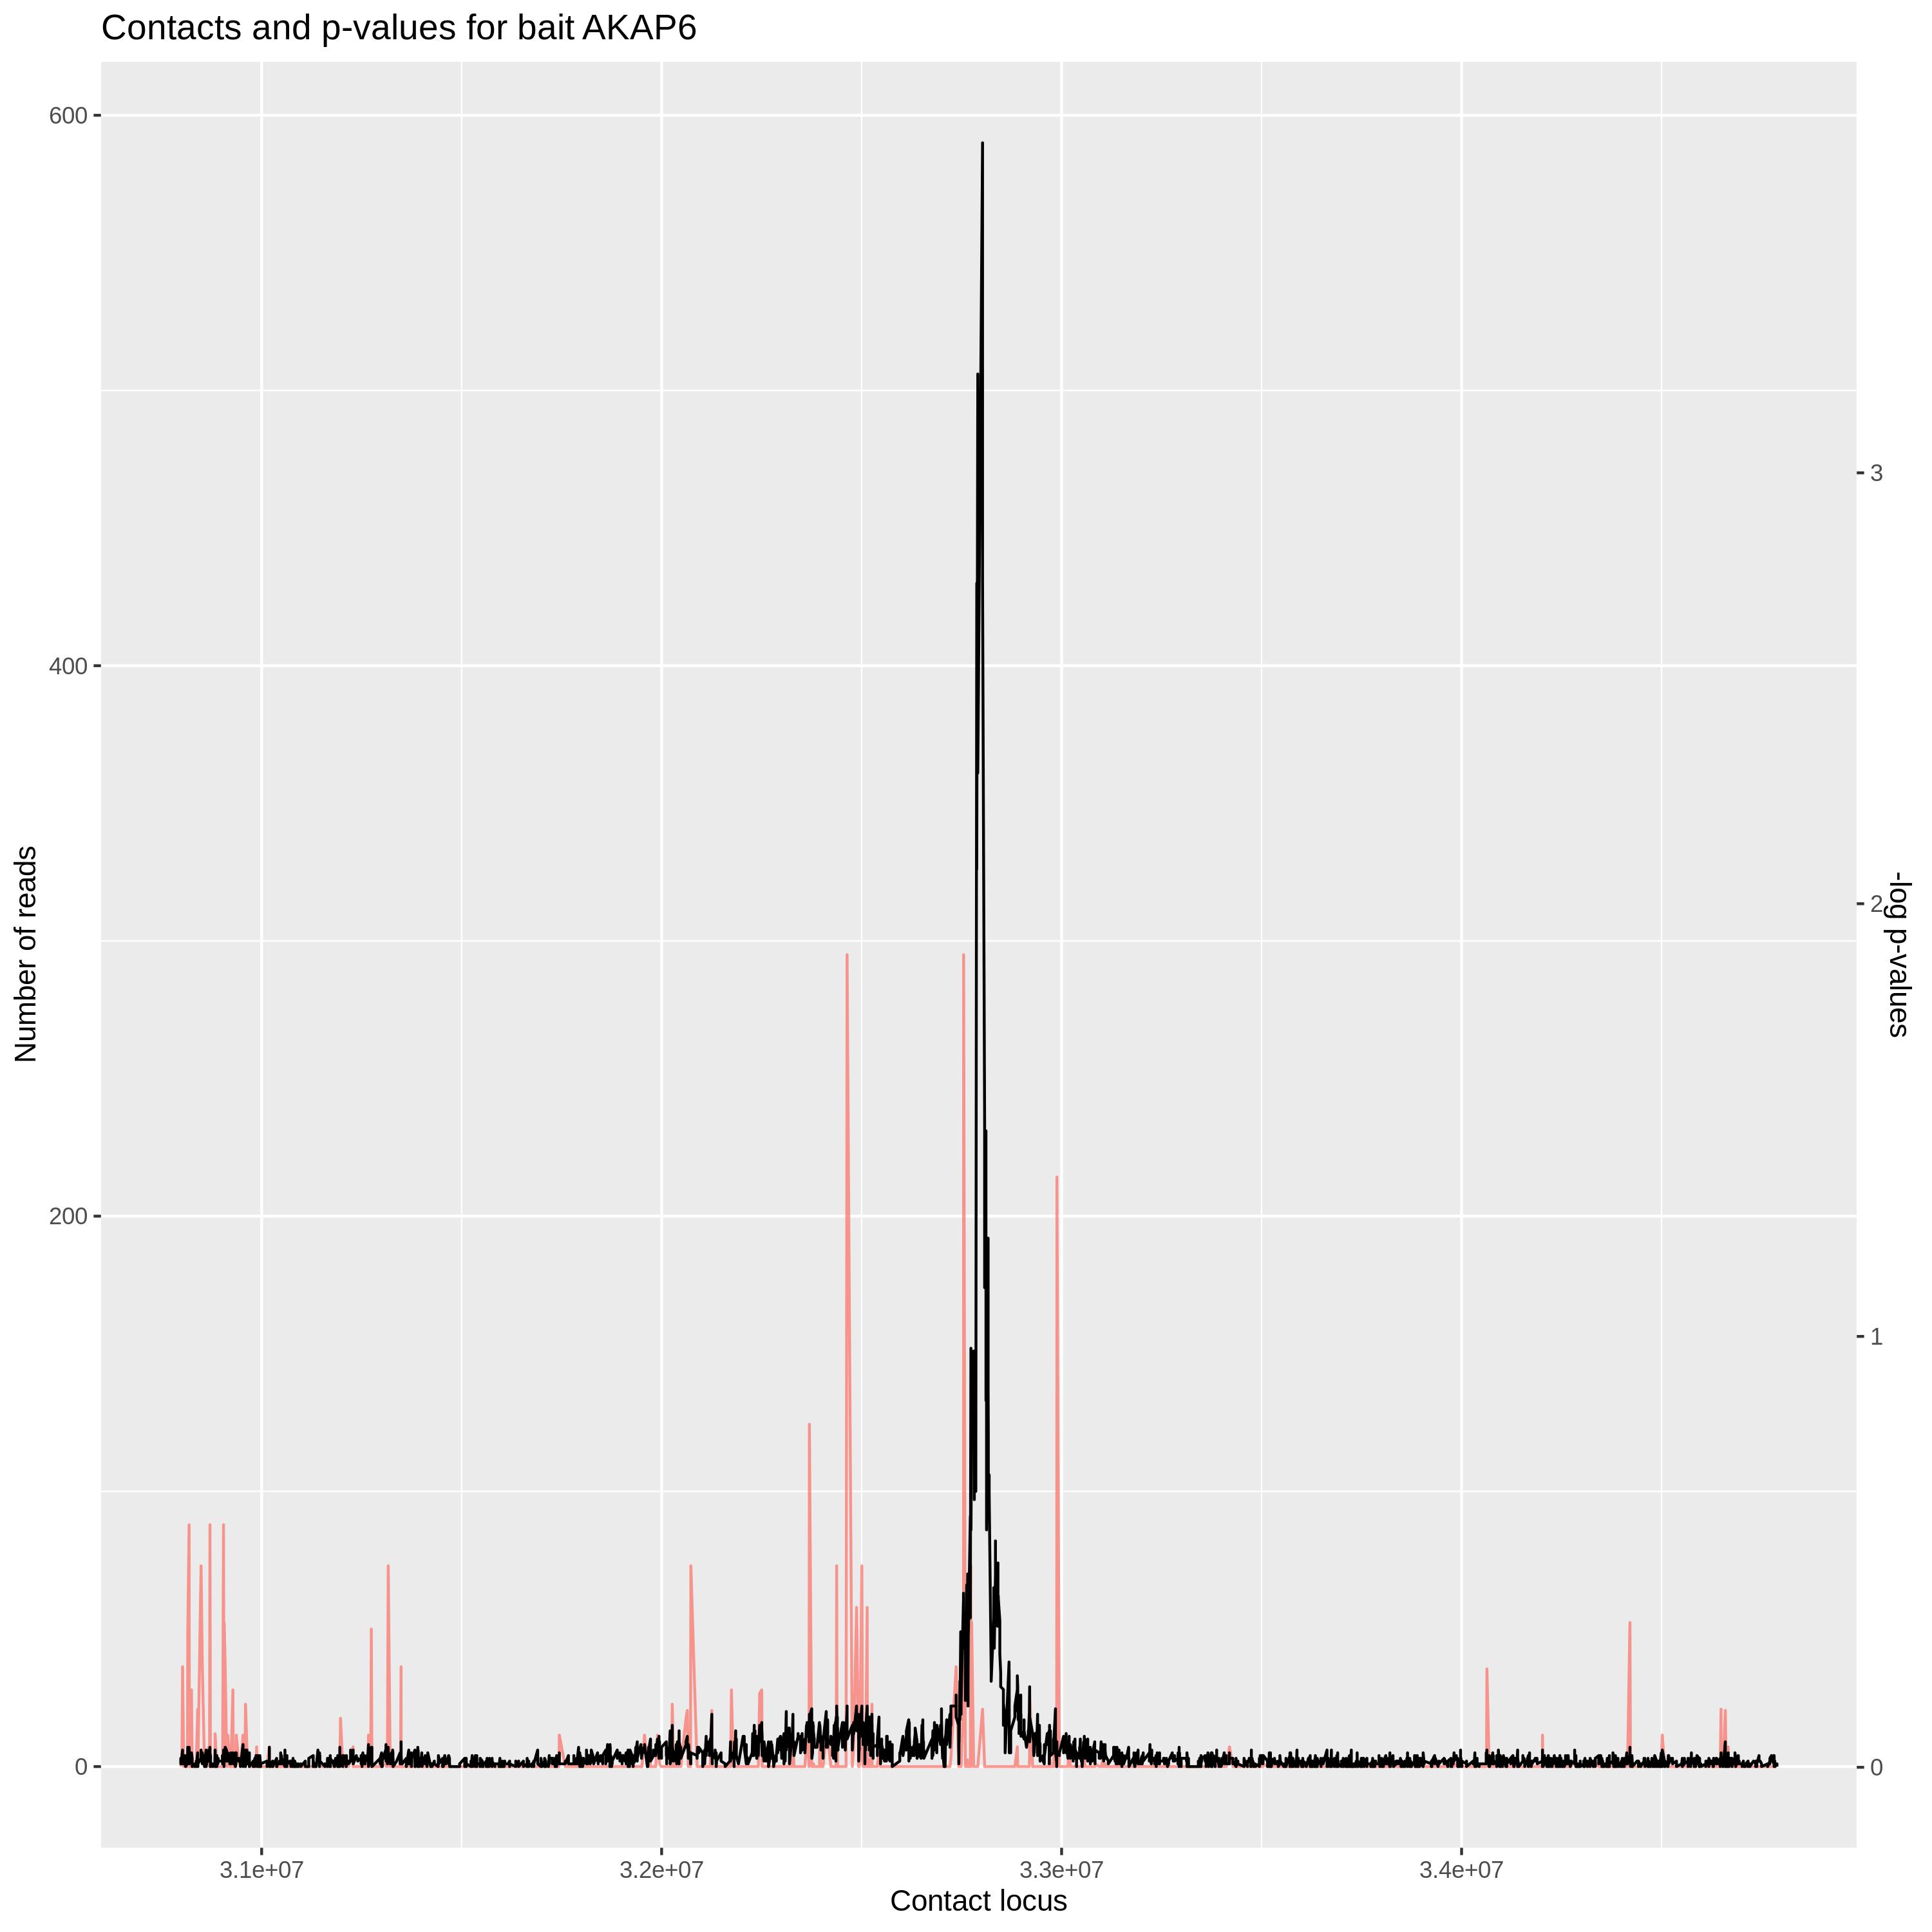 Contacts and p-values for bait AKAP6
600
400
200
0
Number of reads
3
2
1
0
-log p-values
3.1e+07
3.2e+07
3.3e+07
3.4e+07
Contact locus